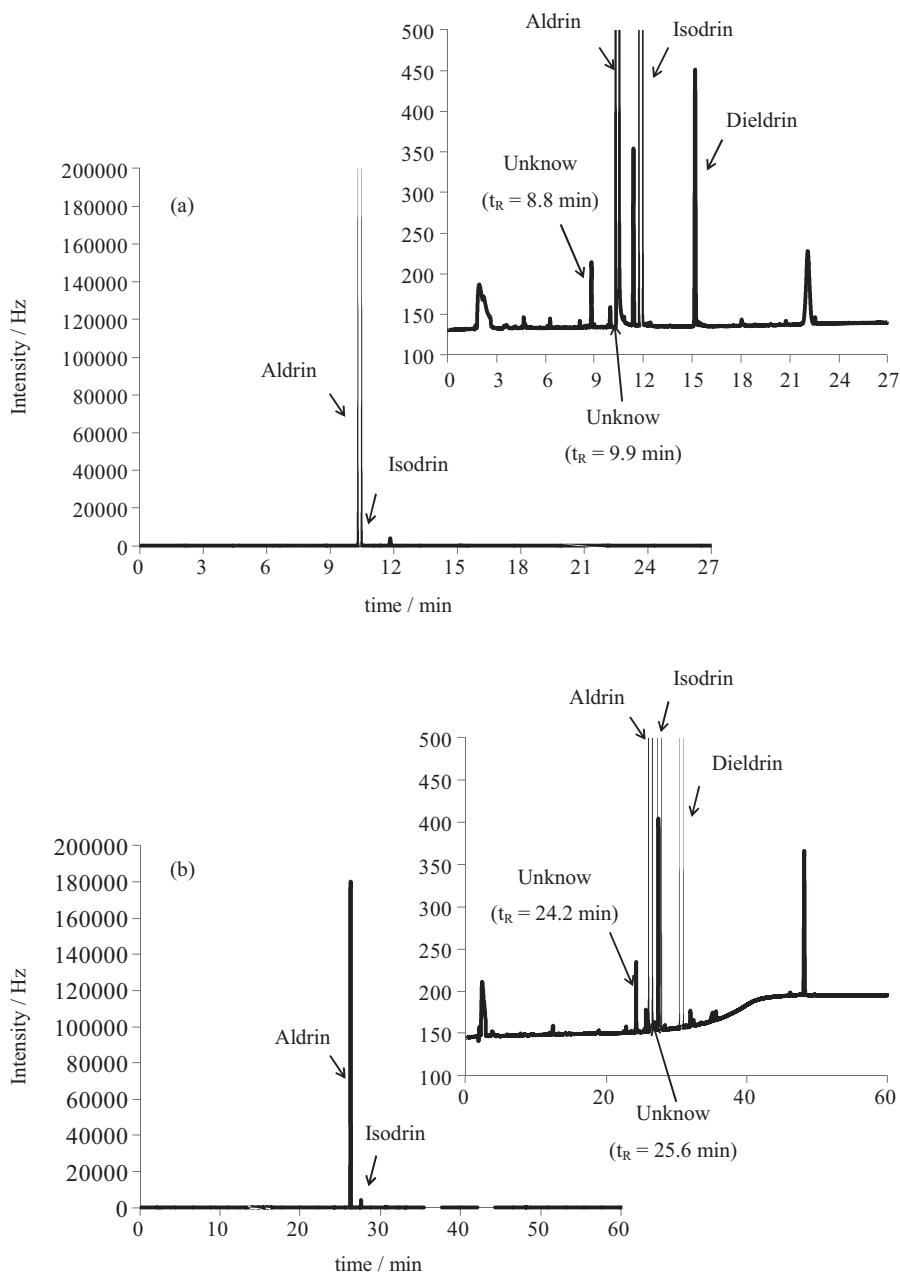 Aldrin
Isodrin
500
450
400
350
300
250
200
150
100
Dieldrin
Unknow
(tR = 8.8 min)
0 3 6 9 12 15 18 21 24 27
Unknow
(tR = 9.9 min)
(a)
200000
180000
160000
140000
120000
100000
80000
60000
40000
20000
0
Intensity / Hz
Aldrin
Isodrin
0 3 6 9 12 15 18 21 24 27
time / min
Aldrin
Isodrin
500
450
400
350
300
250
200
150
100
Dieldrin
Unknow
(tR = 24.2 min)
0 20 40 60
Unknow
(tR = 25.6 min)
(b)
200000
180000
160000
140000
120000
100000
80000
60000
40000
20000
0
Intensity / Hz
Aldrin
Isodrin
0 10 20 30 40 50 60
time / min